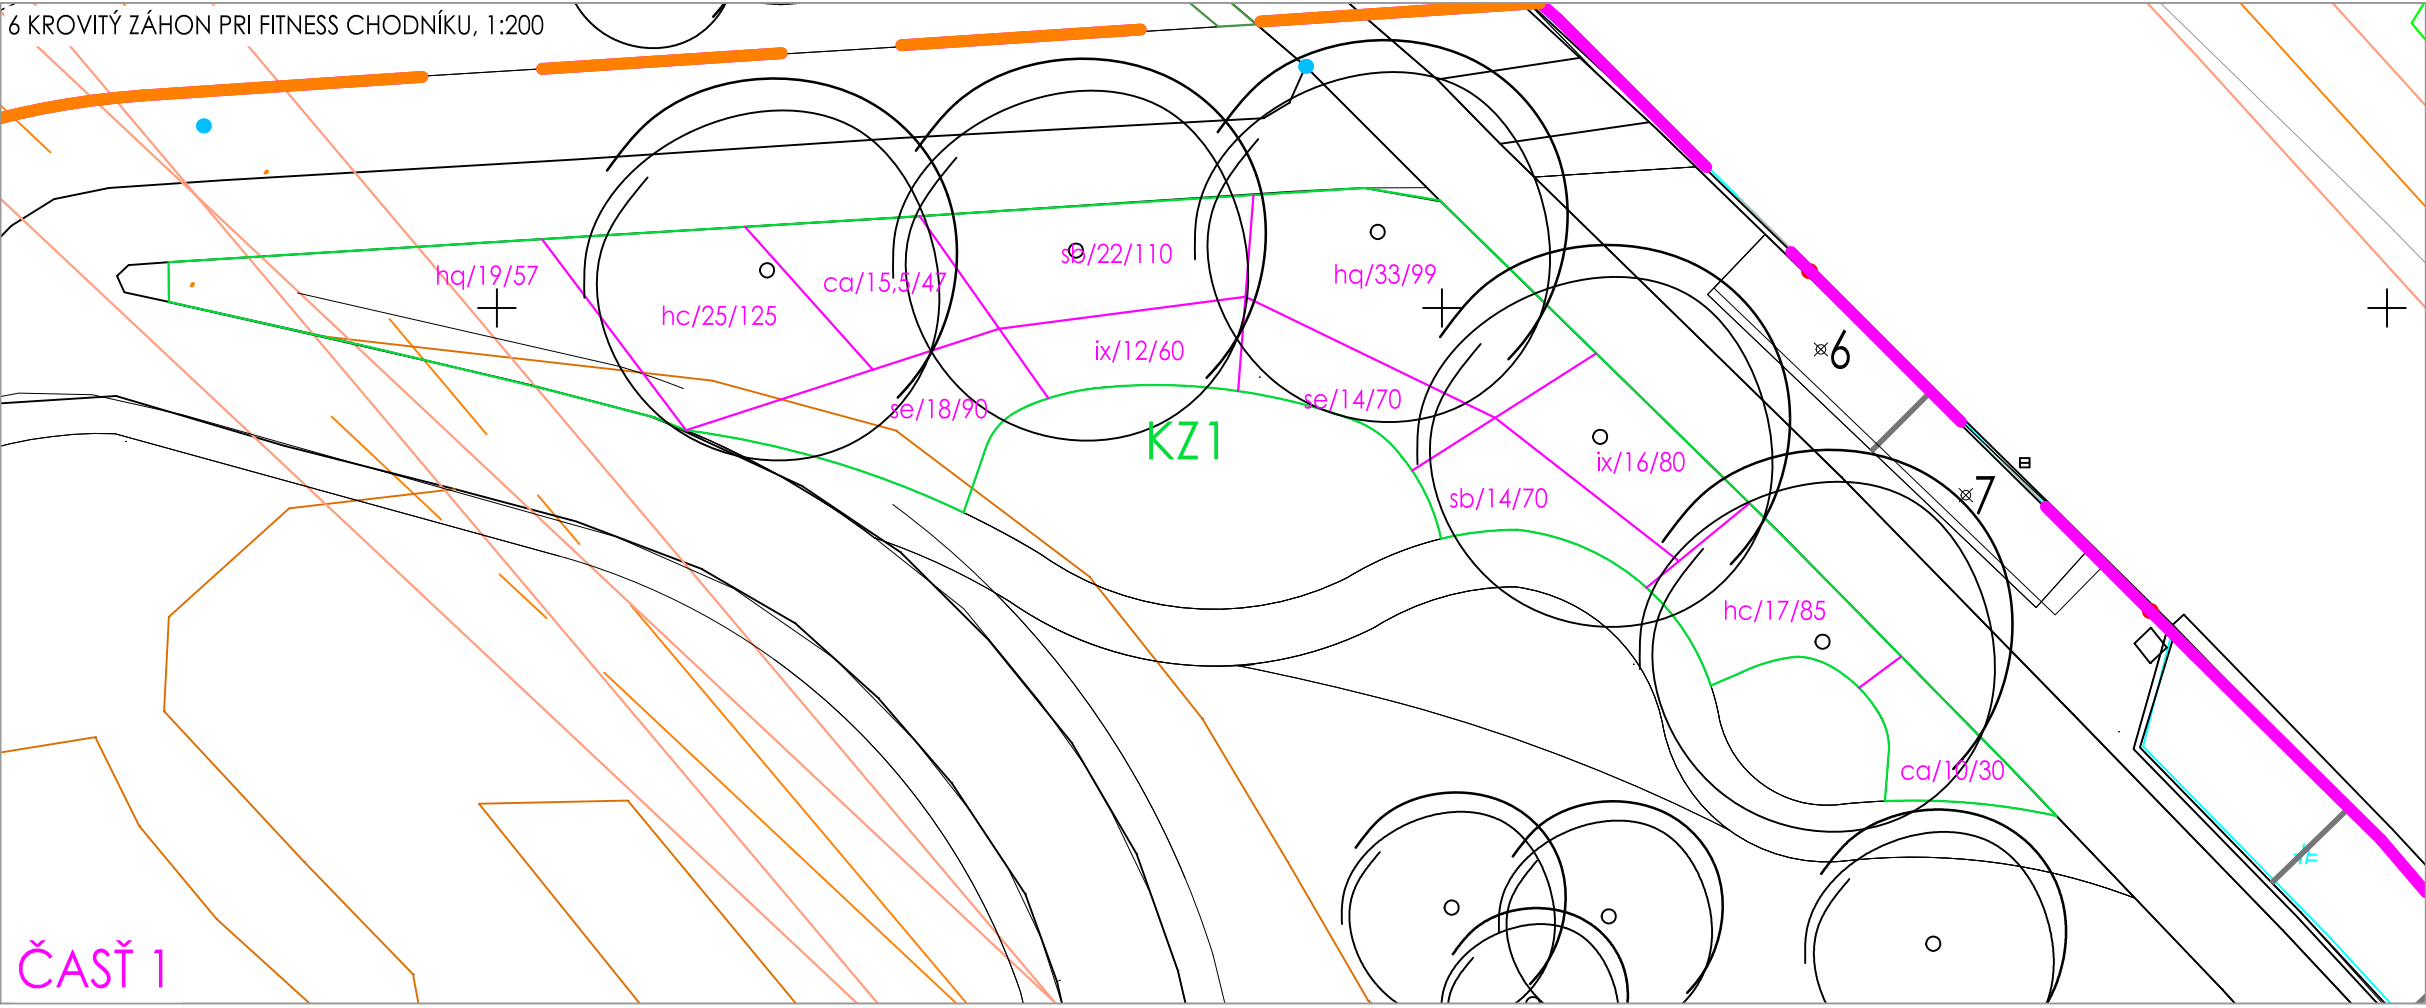 6 KROVITÝ ZÁHON PRI FITNESS CHODNÍKU, 1:200
hq/19/57
hc/25/125
ca/15,5/47
sb/22/110
hq/33/99
ix/12/60
se/18/90
se/14/70
KZ1
6
7
ix/16/80
sb/14/70
hc/17/85
ca/10/30
ČASŤ 1